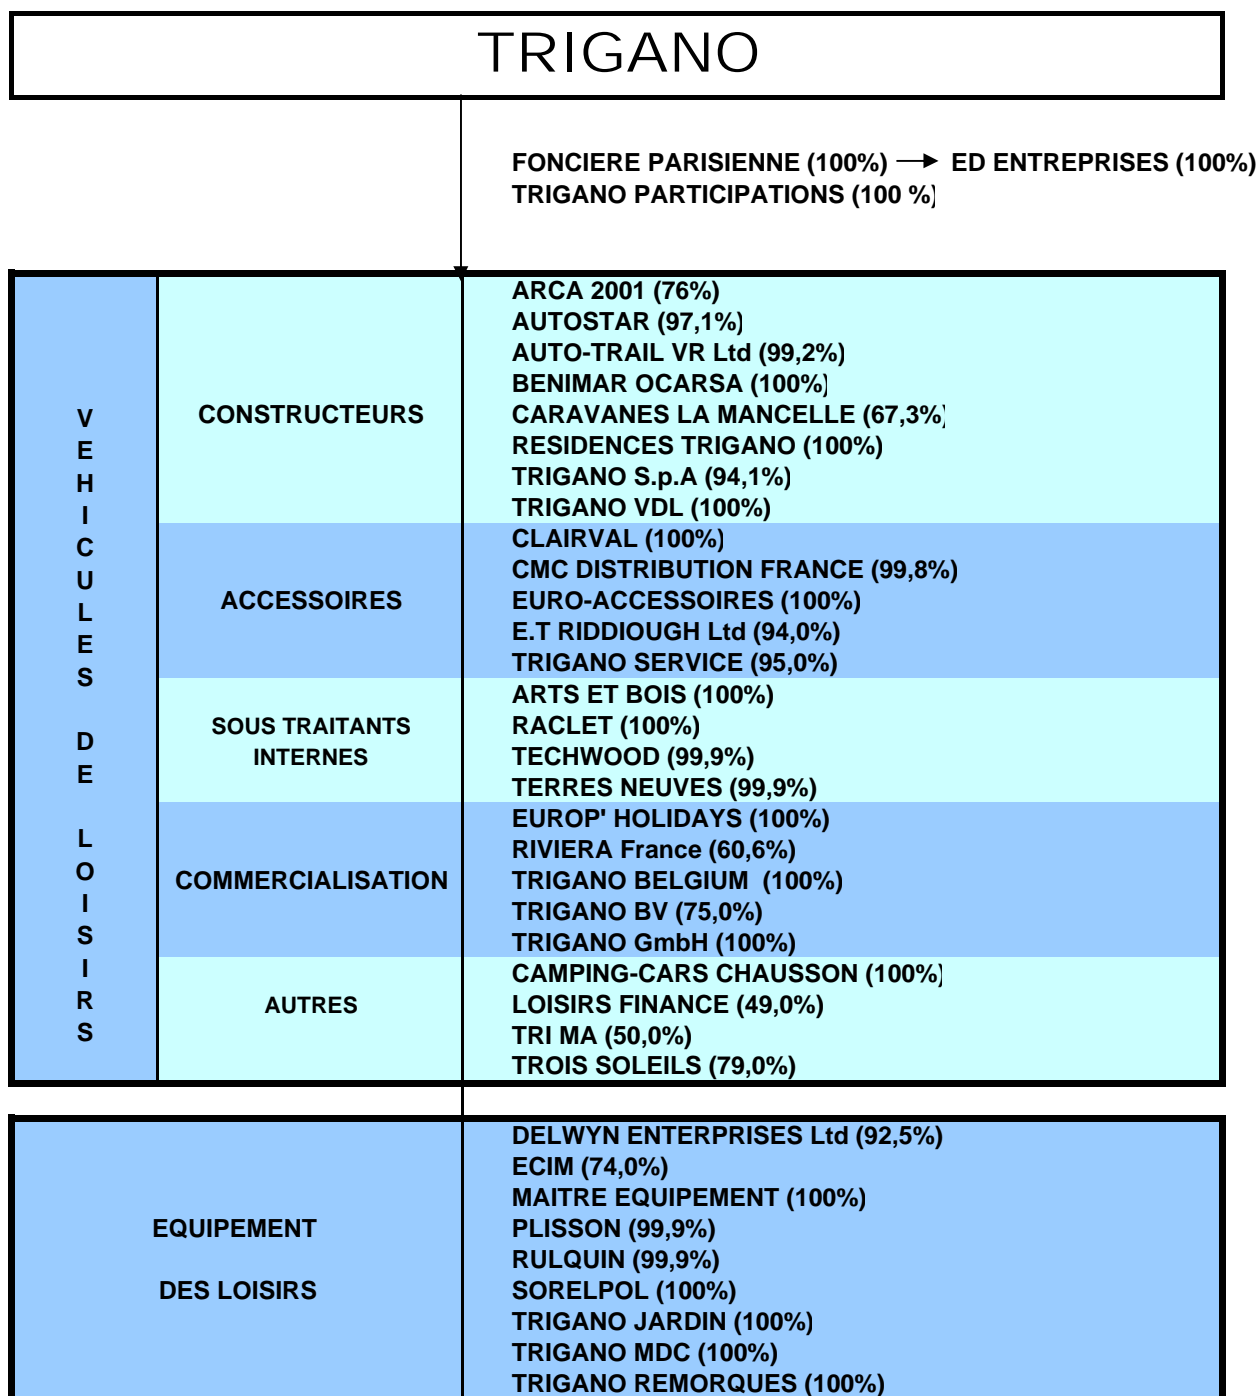 TRIGANO
FONCIERE PARISIENNE (100%) → ED ENTREPRISES (100%)
TRIGANO PARTICIPATIONS (100 %)
VEHICULES DE LOISIRS
CONSTRUCTEURS
ARCA 2001 (76%)
AUTOSTAR (97,1%)
AUTO-TRAIL VR Ltd (99,2%)
BENIMAR OCARSA (100%)
CARAVANES LA MANCELLE (67,3%)
RESIDENCES TRIGANO (100%)
TRIGANO S.p.A (94,1%)
TRIGANO VDL (100%)
ACCESSOIRES
CLAIRVAL (100%)
CMC DISTRIBUTION FRANCE (99,8%)
EURO-ACCESSOIRES (100%)
E.T RIDDIOUGH Ltd (94,0%)
TRIGANO SERVICE (95,0%)
SOUS TRAITANTS
INTERNES
ARTS ET BOIS (100%)
RACLET (100%)
TECHWOOD (99,9%)
TERRES NEUVES (99,9%)
COMMERCIALISATION
EUROP' HOLIDAYS (100%)
RIVIERA France (60,6%)
TRIGANO BELGIUM (100%)
TRIGANO BV (75,0%)
TRIGANO GmbH (100%)
AUTRES
CAMPING-CARS CHAUSSON (100%)
LOISIRS FINANCE (49,0%)
TRI MA (50,0%)
TROIS SOLEILS (79,0%)
EQUIPEMENT
DES LOISIRS
DELWYN ENTERPRISES Ltd (92,5%)
ECIM (74,0%)
MAITRE EQUIPEMENT (100%)
PLISSON (99,9%)
RULQUIN (99,9%)
SORELPOL (100%)
TRIGANO JARDIN (100%)
TRIGANO MDC (100%)
TRIGANO REMORQUES (100%)